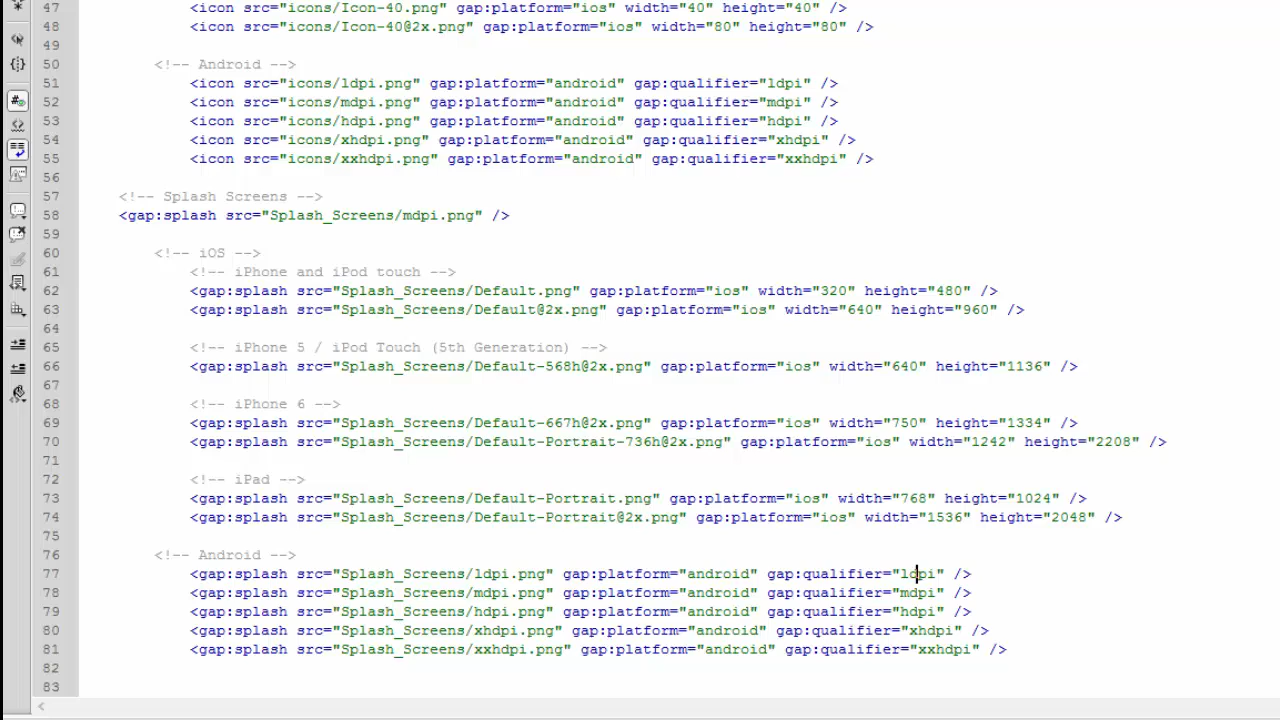 47 <icon src="icons/Icon-40.png" gap:platform="ios" width="40" height="40" />
48 <icon src="icons/Icon-40@2x.png" gap:platform="ios" width="80" height="80" />
49
50 <!-- Android -->
51 <icon src="icons/ldpi.png" gap:platform="android" gap:qualifier="ldpi" />
52 <icon src="icons/mdpi.png" gap:platform="android" gap:qualifier="mdpi" />
53 <icon src="icons/hdpi.png" gap:platform="android" gap:qualifier="hdpi" />
54 <icon src="icons/xhdpi.png" gap:platform="android" gap:qualifier="xhdpi" />
55 <icon src="icons/xxhdpi.png" gap:platform="android" gap:qualifier="xxhdpi" />
56
57 <!-- Splash Screens -->
58 <gap:splash src="Splash_Screens/mdpi.png" />
59
60 <!-- iOS -->
61 <!-- iPhone and iPod touch -->
62 <gap:splash src="Splash_Screens/Default.png" gap:platform="ios" width="320" height="480" />
63 <gap:splash src="Splash_Screens/Default@2x.png" gap:platform="ios" width="640" height="960" />
64
65 <!-- iPhone 5 / iPod Touch (5th Generation) -->
66 <gap:splash src="Splash_Screens/Default-568h@2x.png" gap:platform="ios" width="640" height="1136" />
67
68 <!-- iPhone 6 -->
69 <gap:splash src="Splash_Screens/Default-667h@2x.png" gap:platform="ios" width="750" height="1334" />
70 <gap:splash src="Splash_Screens/Default-Portrait-736h@2x.png" gap:platform="ios" width="1242" height="2208" />
71
72 <!-- iPad -->
73 <gap:splash src="Splash_Screens/Default-Portrait.png" gap:platform="ios" width="768" height="1024" />
74 <gap:splash src="Splash_Screens/Default-Portrait@2x.png" gap:platform="ios" width="1536" height="2048" />
75
76 <!-- Android -->
77 <gap:splash src="Splash_Screens/ldpi.png" gap:platform="android" gap:qualifier="ldpi" />
78 <gap:splash src="Splash_Screens/mdpi.png" gap:platform="android" gap:qualifier="mdpi" />
79 <gap:splash src="Splash_Screens/hdpi.png" gap:platform="android" gap:qualifier="hdpi" />
80 <gap:splash src="Splash_Screens/xhdpi.png" gap:platform="android" gap:qualifier="xhdpi" />
81 <gap:splash src="Splash_Screens/xxhdpi.png" gap:platform="android" gap:qualifier="xxhdpi" />
82
83